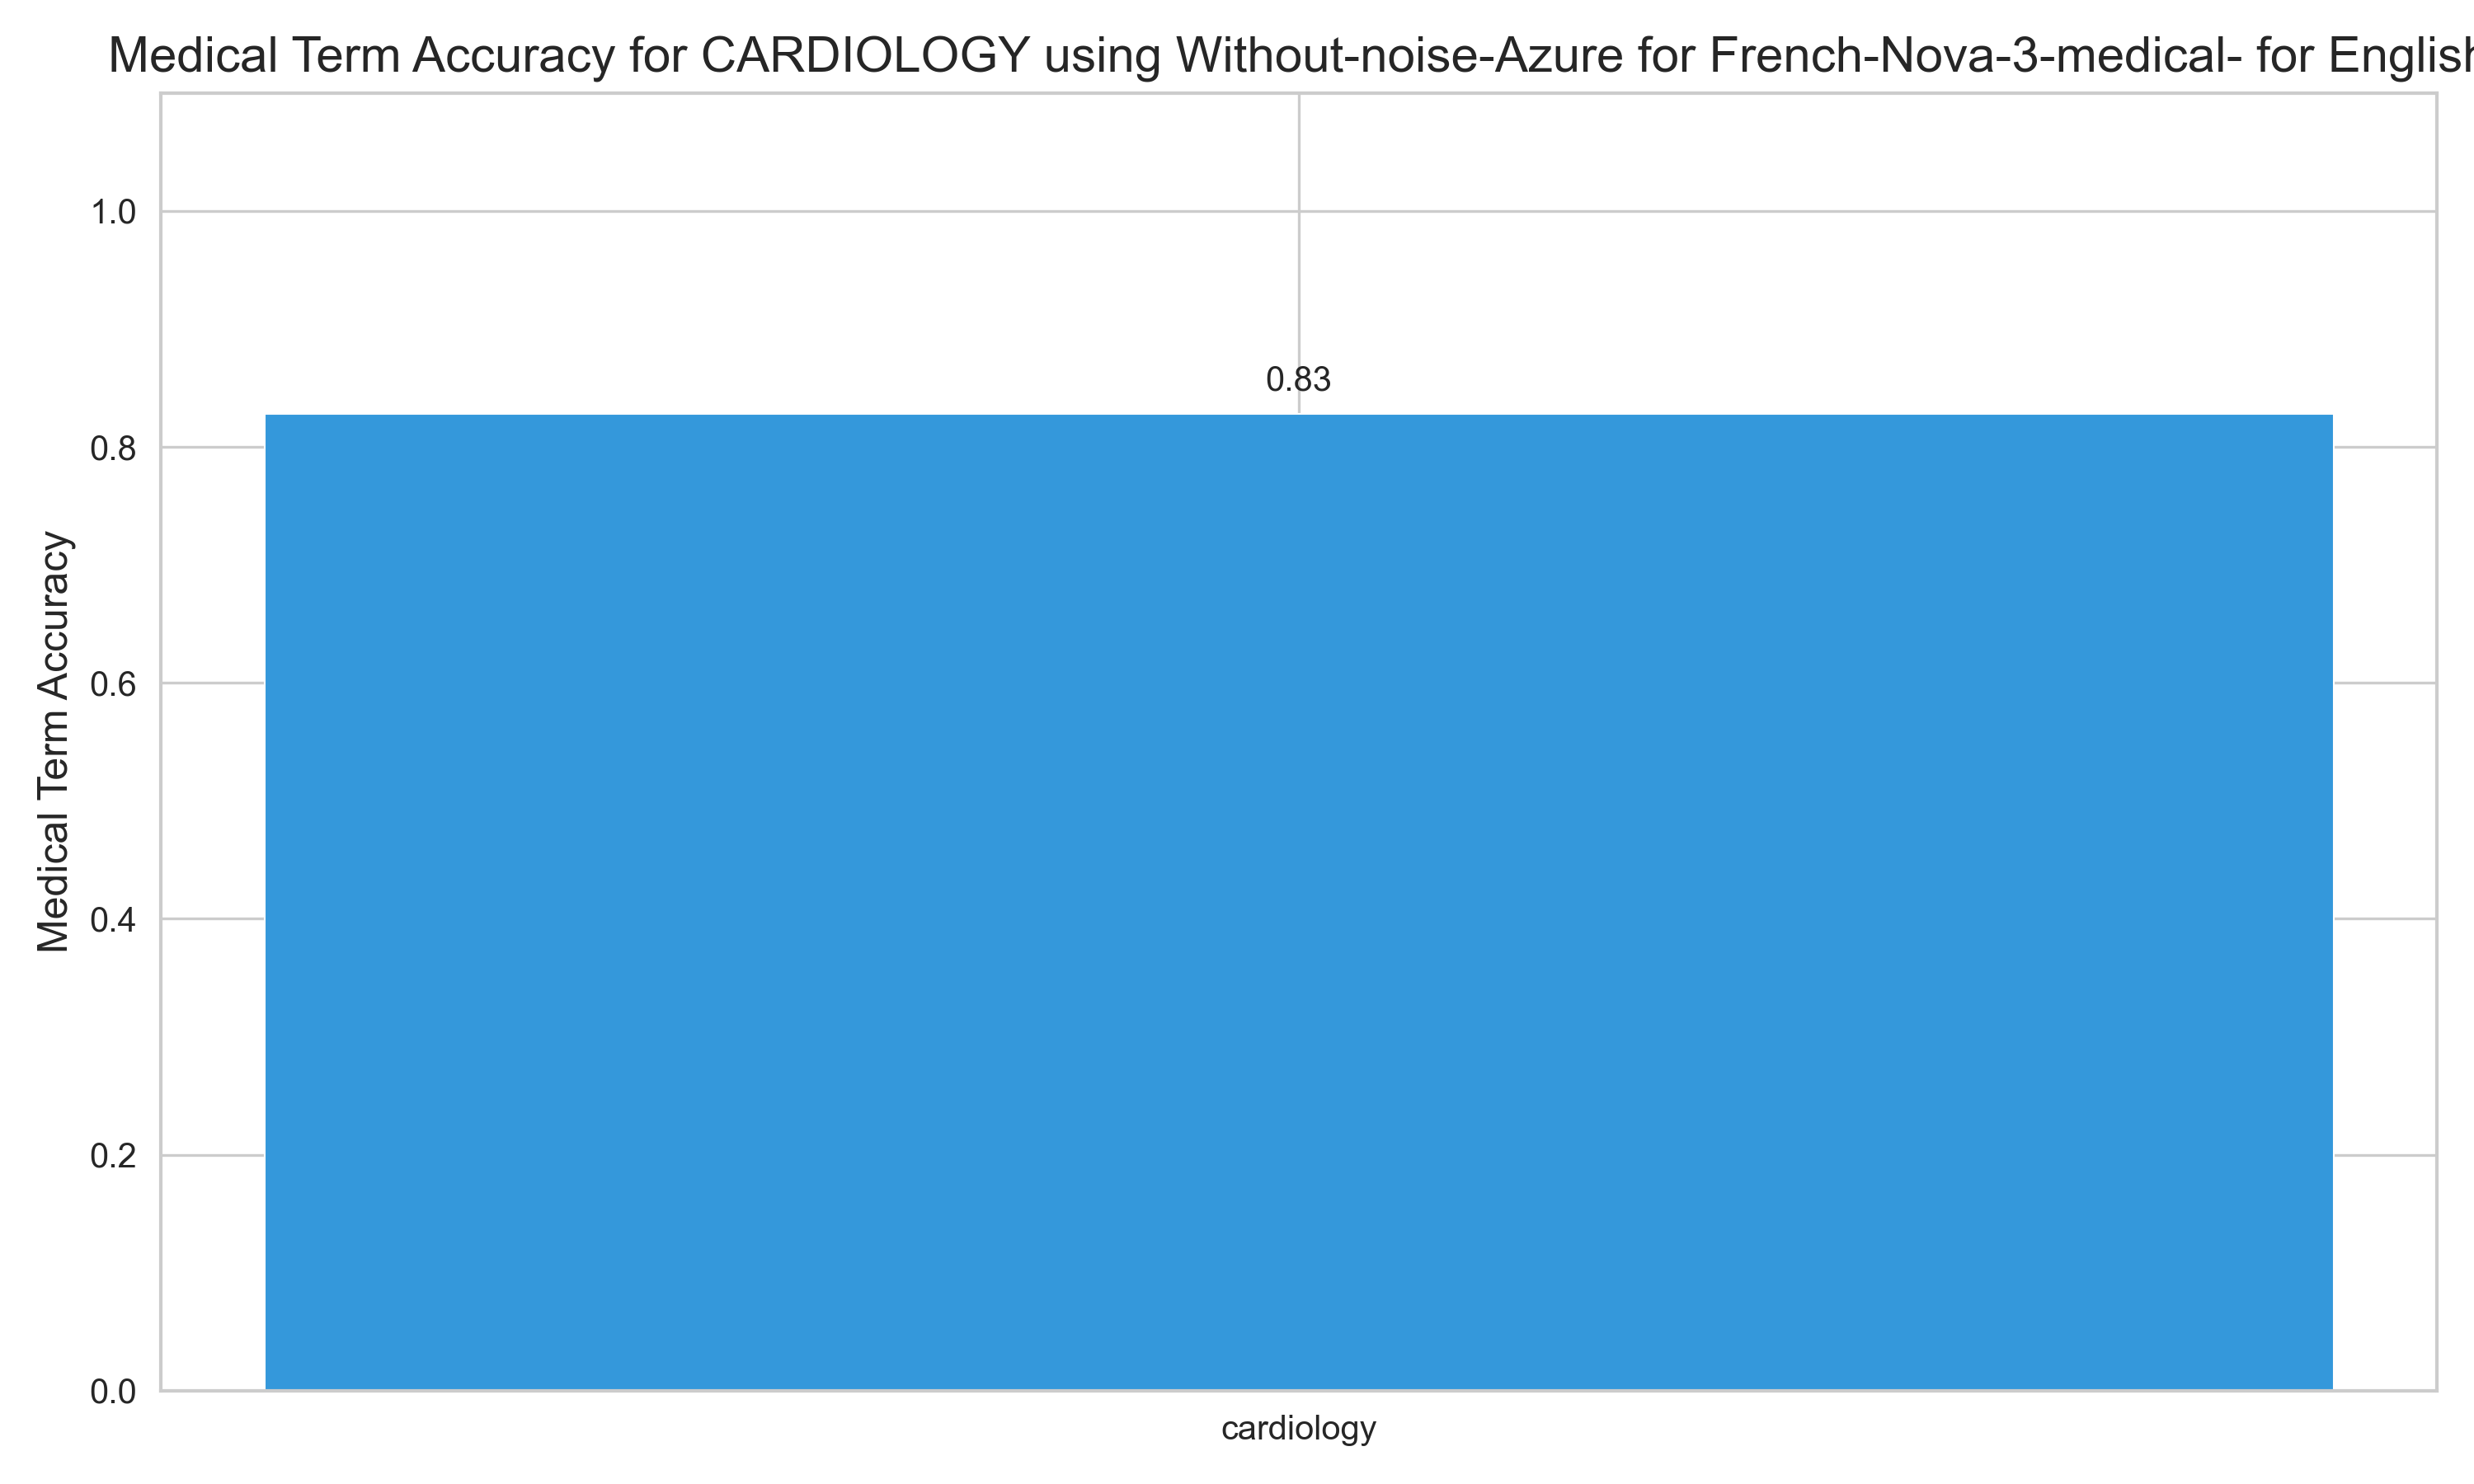 Medical Term Accuracy for CARDIOLOGY using Without-noise-Azure for French-Nova-3-medical- for English
1.0
0.83
0.8
0.6
0.4
0.2
0.0
Medical Term Accuracy
cardiology